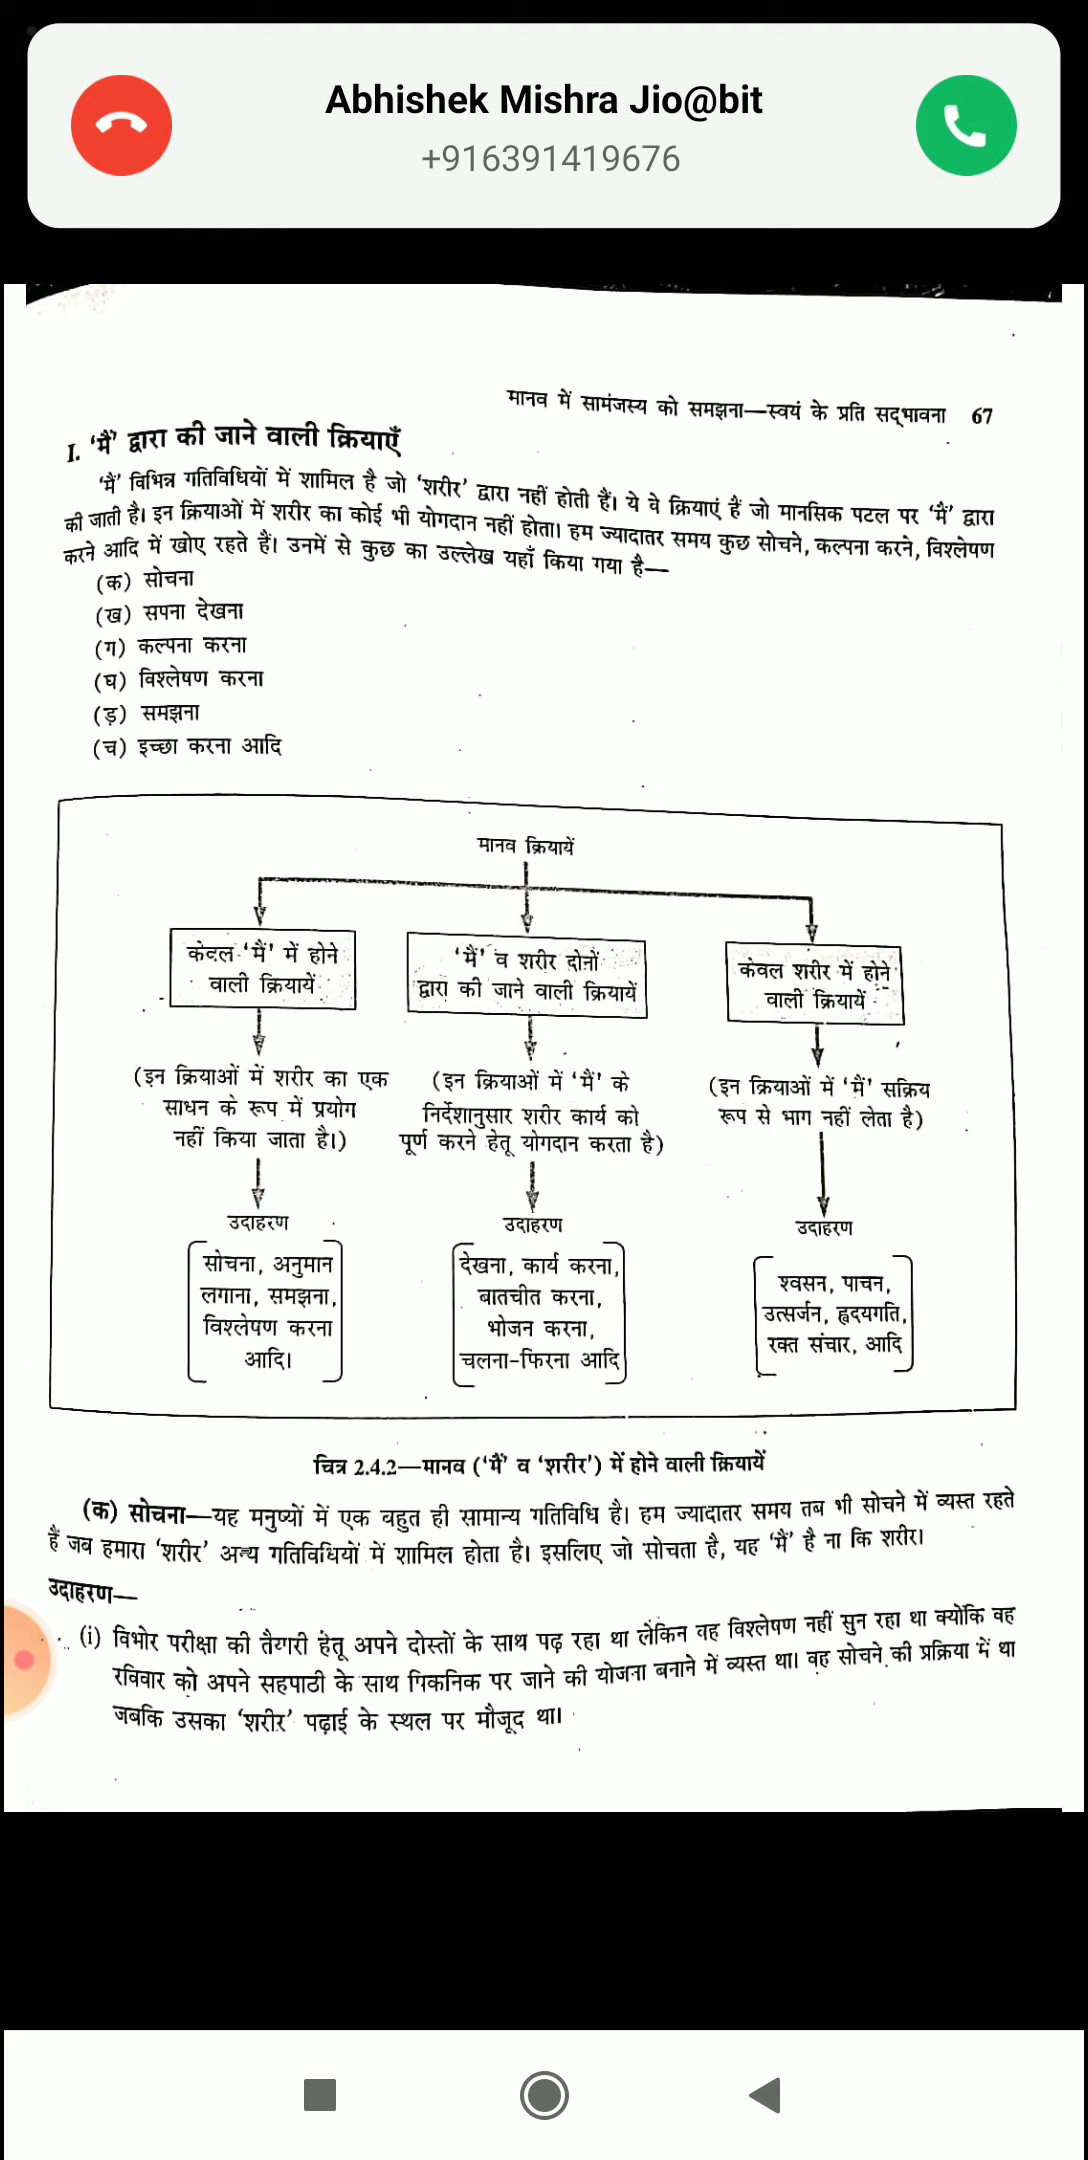 Abhishek Mishra Jio@bit
+916391419676
मानव में सामंजस्य को समझना—स्वयं के प्रति सद्भावना 67
I. ‘मैं’ द्वारा की जाने वाली क्रियाएँ
‘मैं’ विभिन्न गतिविधियों में शामिल है जो ‘शरीर’ द्वारा नहीं होती हैं। ये वे क्रियाएं हैं जो मानसिक पटल पर ‘मैं’ द्वारा
की जाती है। इन क्रियाओं में शरीर का कोई भी योगदान नहीं होता। हम ज्यादातर समय कुछ सोचने, कल्पना करने, विश्लेषण
करने आदि में खोए रहते हैं। उनमें से कुछ का उल्लेख यहाँ किया गया है—
(क) सोचना
(ख) सपना देखना
(ग) कल्पना करना
(घ) विश्लेषण करना
(ड़) समझना
(च) इच्छा करना आदि
मानव क्रियायें
केवल ‘मैं’ में होने
वाली क्रियायें
(इन क्रियाओं में शरीर का एक
साधन के रूप में प्रयोग
नहीं किया जाता है।)
उदाहरण
सोचना, अनुमान
लगाना, समझना,
विश्लेषण करना
आदि।
‘मैं’ व शरीर दोनों
द्वारा की जाने वाली क्रियायें
(इन क्रियाओं में ‘मैं’ के
निर्देशानुसार शरीर कार्य को
पूर्ण करने हेतू योगदान करता है)
उदाहरण
देखना, कार्य करना,
बातचीत करना,
भोजन करना,
चलना-फिरना आदि
केवल शरीर में होने
वाली क्रियायें
(इन क्रियाओं में ‘मैं’ सक्रिय
रूप से भाग नहीं लेता है)
उदाहरण
श्वसन, पाचन,
उत्सर्जन, हृदयगति,
रक्त संचार, आदि
चित्र 2.4.2—मानव (‘मैं’ व ‘शरीर’) में होने वाली क्रियायें
(क) सोचना—यह मनुष्यों में एक बहुत ही सामान्य गतिविधि है। हम ज्यादातर समय तब भी सोचने में व्यस्त रहते
हैं जब हमारा ‘शरीर’ अन्य गतिविधियों में शामिल होता है। इसलिए जो सोचता है, यह ‘मैं’ है ना कि शरीर।
उदाहरण—
(i) विभोर परीक्षा की तैय्यारी हेतू अपने दोस्तों के साथ पढ़ रहा था लेकिन वह विश्लेषण नहीं सुन रहा था क्योंकि वह
रविवार को अपने सहपाठी के साथ पिकनिक पर जाने की योजना बनाने में व्यस्त था। वह सोचने की प्रक्रिया में था
जबकि उसका ‘शरीर’ पढ़ाई के स्थल पर मौजूद था।